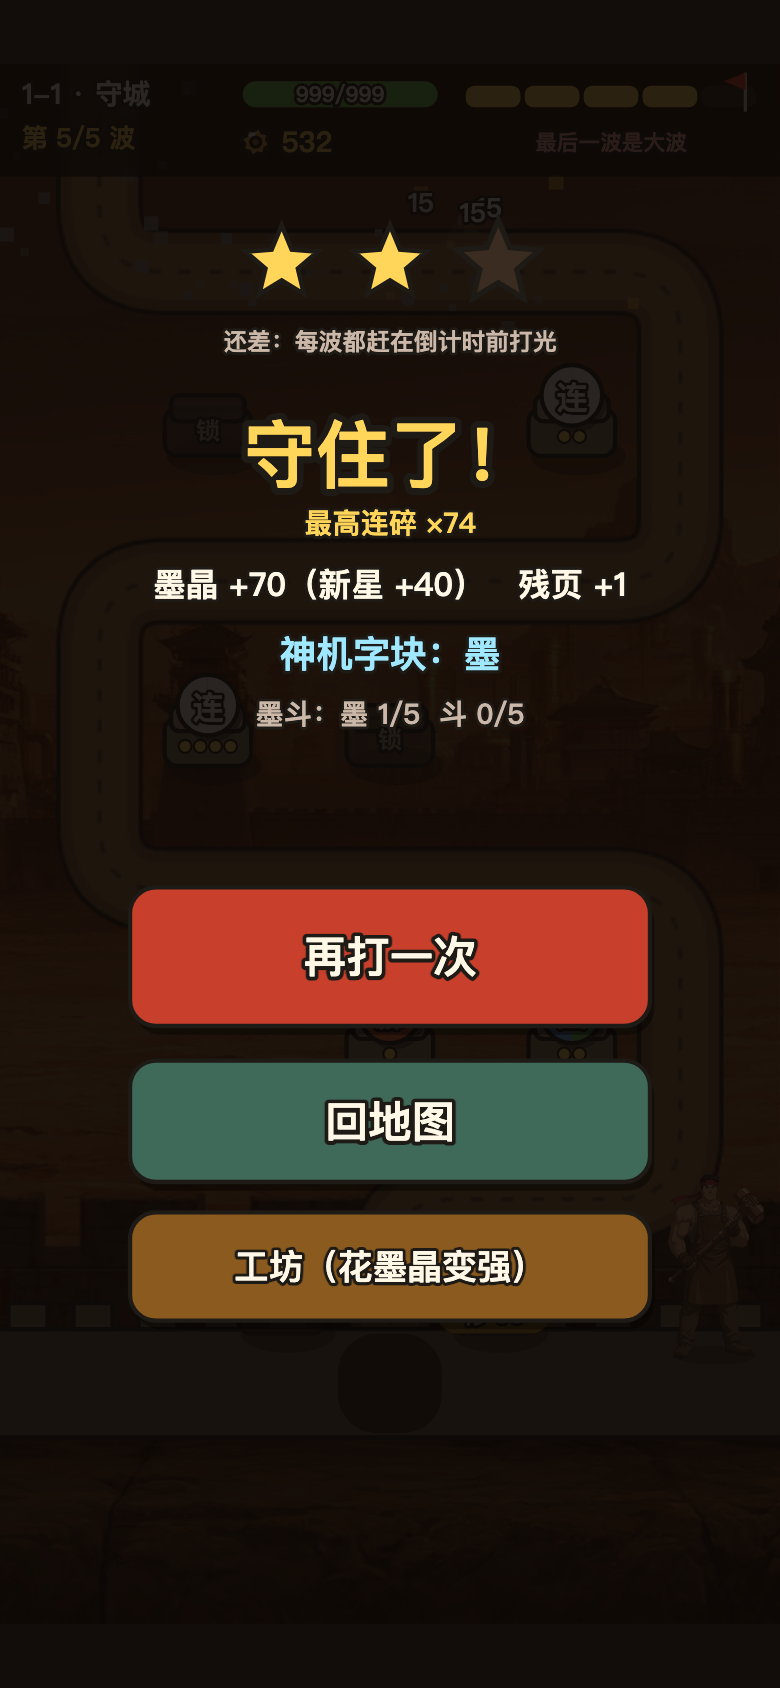 1–1 · 守城
999/999
第 5/5 波
532
最后一波是大波
15
155
还差：每波都赶在倒计时前打光
连
锁
守住了！
最高连碎 ×74
墨晶 +70（新星 +40） 残页 +1
神机字块：墨
连
墨斗：墨 1/5 斗 0/5
锁
再打一次
回地图
工坊（花墨晶变强）